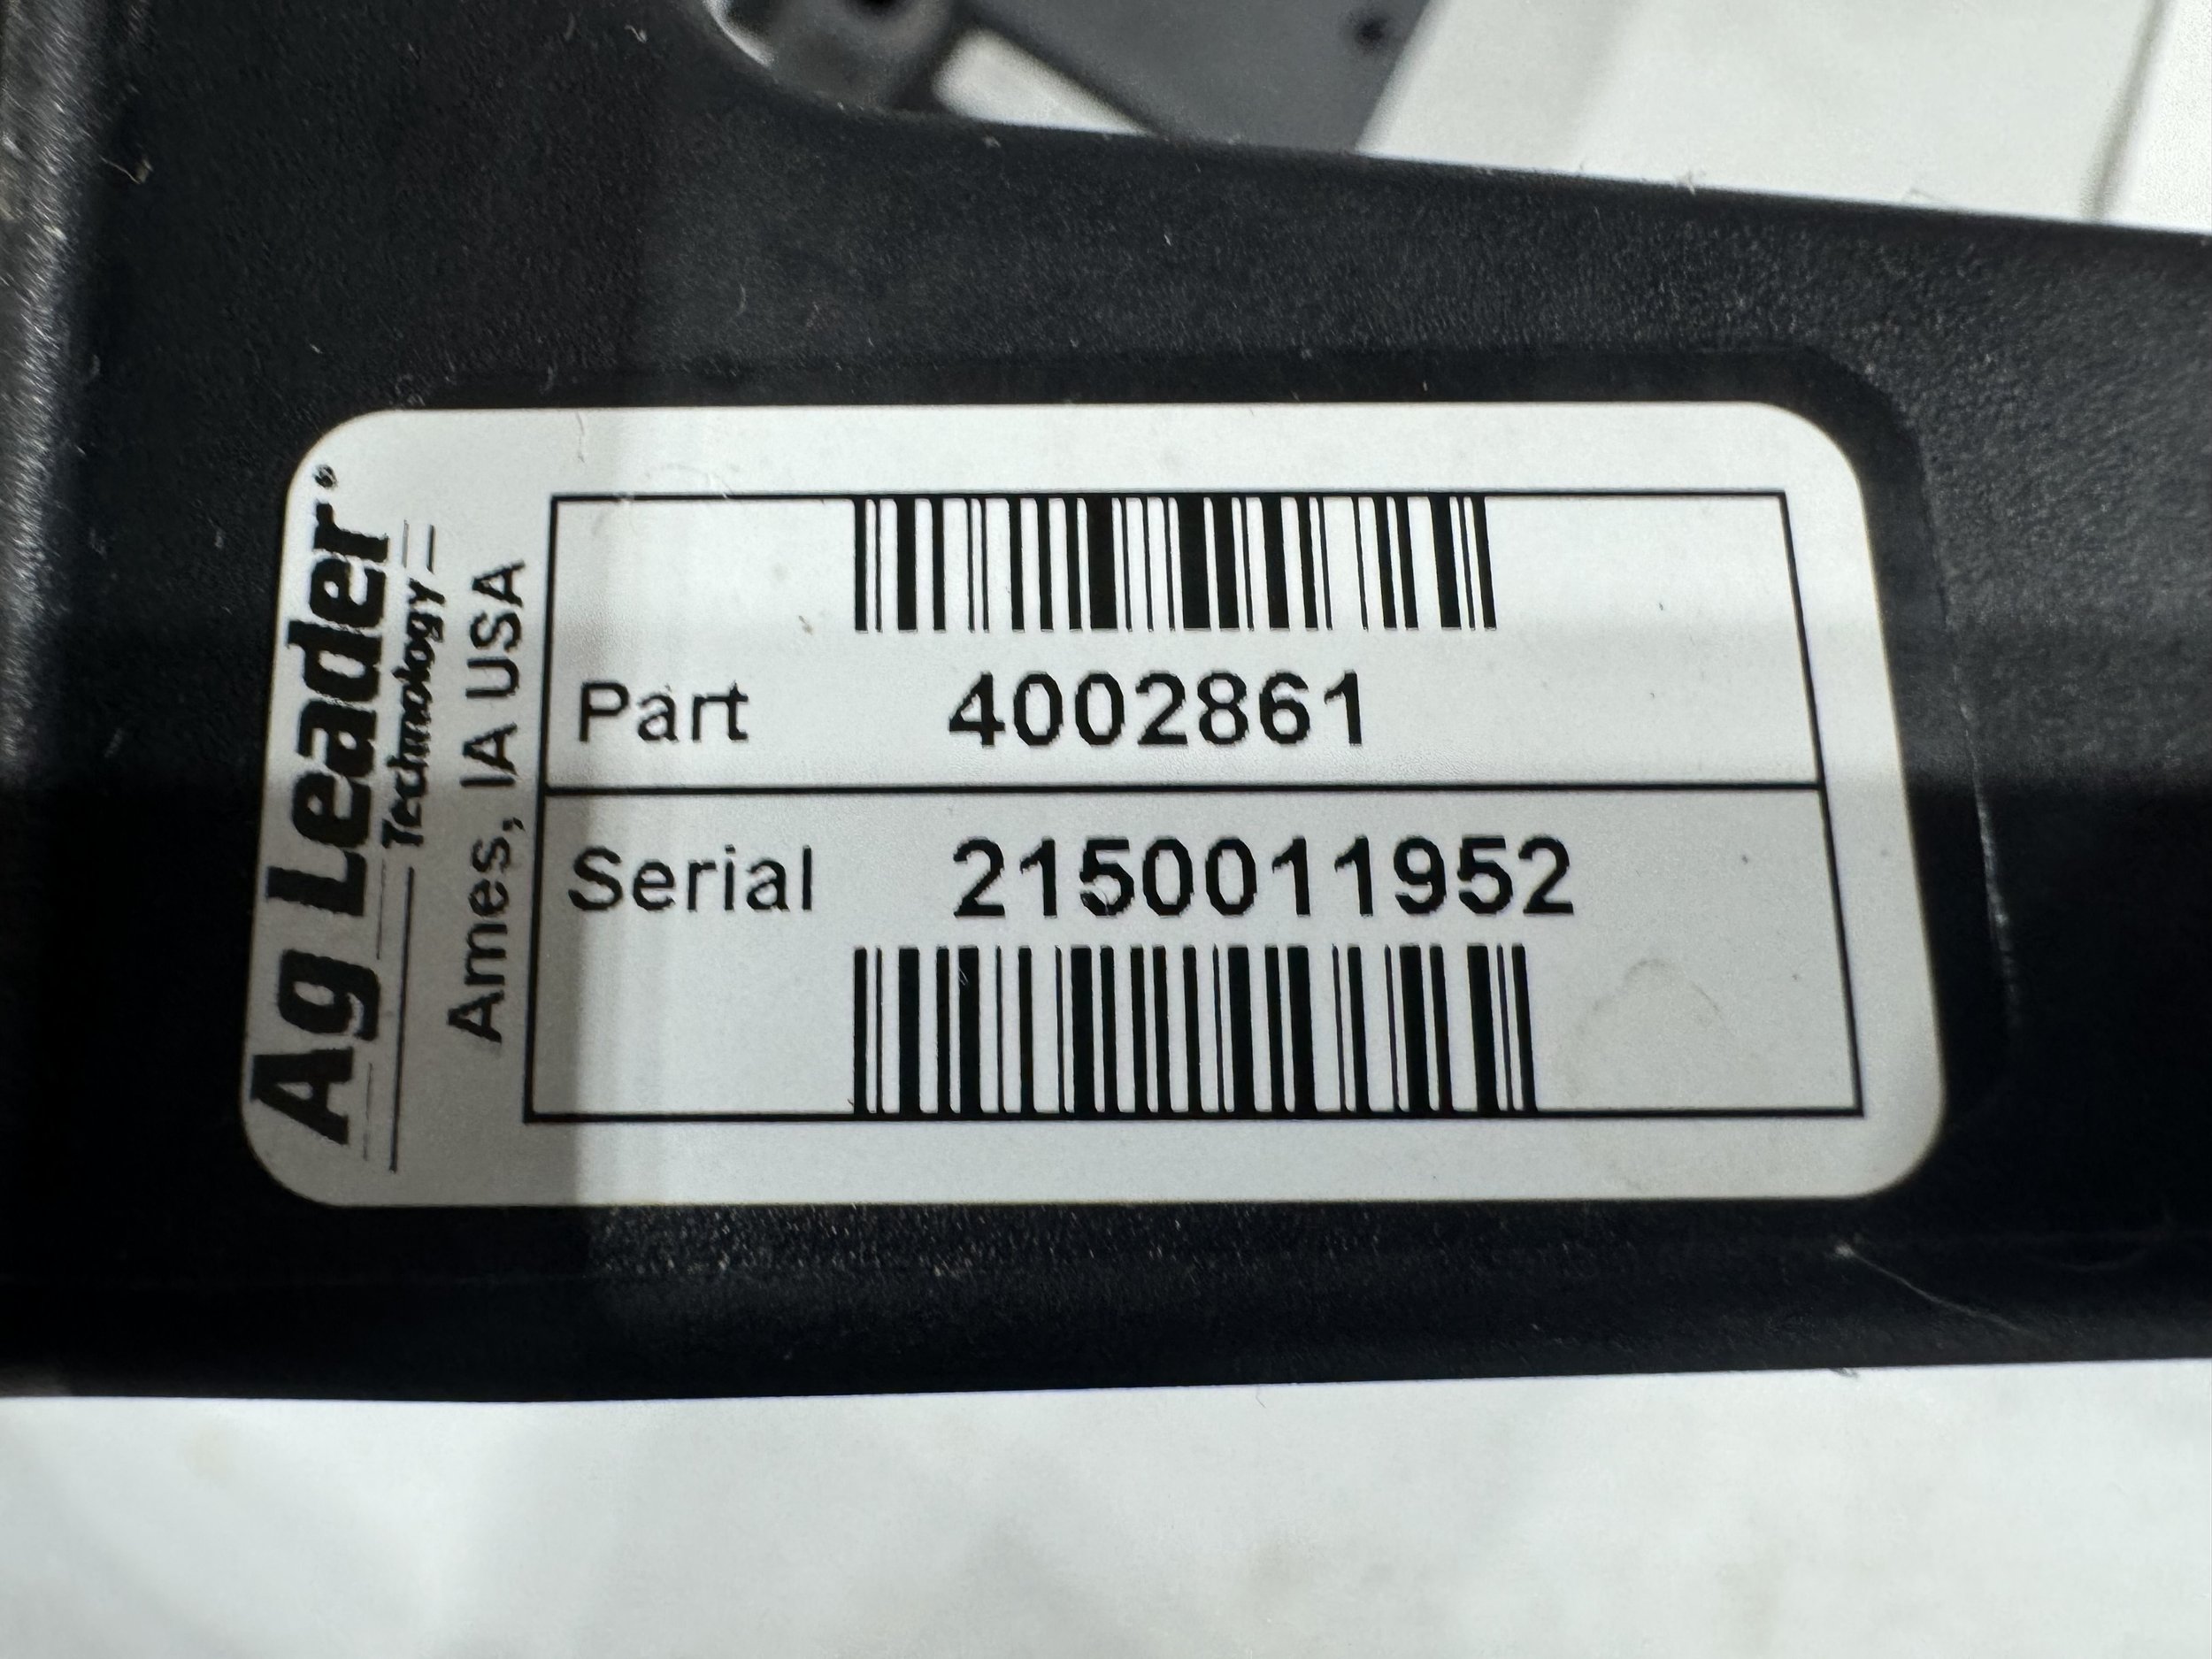 Ag Leader®
Technology
Ames, IA USA
Part 4002861
Serial 2150011952